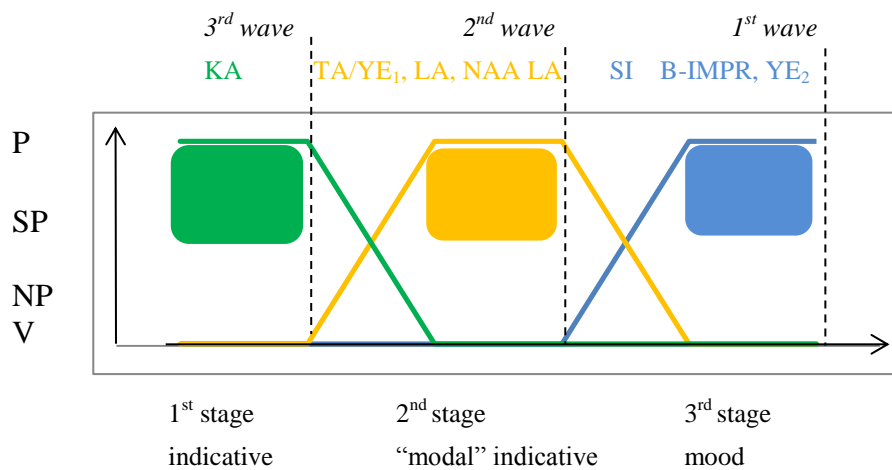 3rd wave 2nd wave 1st wave
KA TA/YE1, LA, NAA LA SI B-IMPR, YE2
P
SP
NP
V
1st stage 2nd stage 3rd stage
indicative “modal” indicative mood